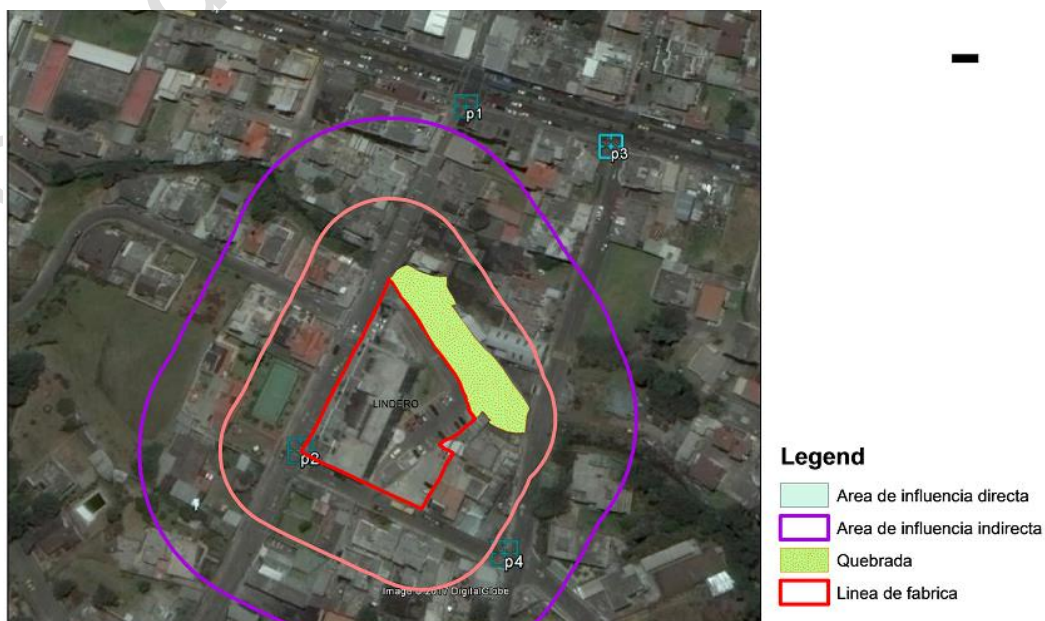 p1
p3
LINDERO
p2
p4
Image © 2017 DigitalGlobe
Legend
Area de influencia directa
Area de influencia indirecta
Quebrada
Linea de fabrica